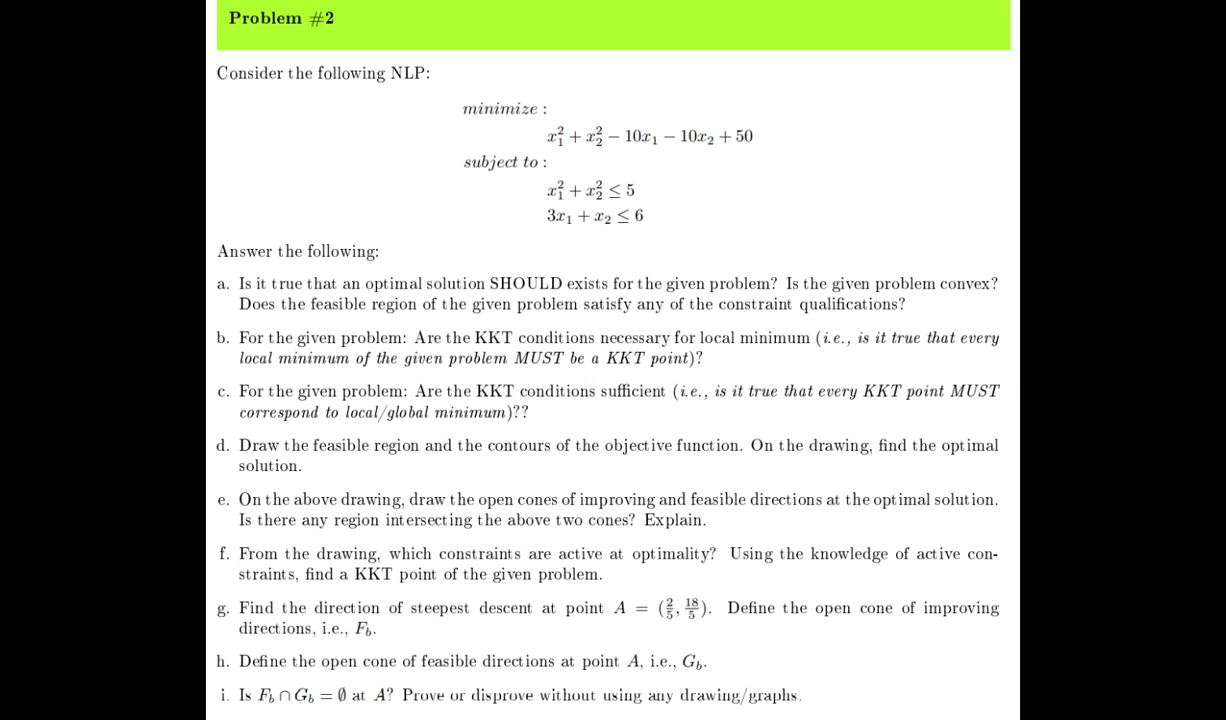 Problem #2
Consider the following NLP:
minimize :
x₁² + x₂² − 10x₁ − 10x₂ + 50
subject to :
x₁² + x₂² ≤ 5
3x₁ + x₂ ≤ 6
Answer the following:
a. Is it true that an optimal solution SHOULD exists for the given problem? Is the given problem convex?
Does the feasible region of the given problem satisfy any of the constraint qualifications?
b. For the given problem: Are the KKT conditions necessary for local minimum (i.e., is it true that every
local minimum of the given problem MUST be a KKT point)?
c. For the given problem: Are the KKT conditions sufficient (i.e., is it true that every KKT point MUST
correspond to local/global minimum)??
d. Draw the feasible region and the contours of the objective function. On the drawing, find the optimal
solution.
e. On the above drawing, draw the open cones of improving and feasible directions at the optimal solution.
Is there any region intersecting the above two cones? Explain.
f. From the drawing, which constraints are active at optimality? Using the knowledge of active con-
straints, find a KKT point of the given problem.
g. Find the direction of steepest descent at point A = (2/5, 18/5). Define the open cone of improving
directions, i.e., F_b.
h. Define the open cone of feasible directions at point A, i.e., G_b.
i. Is F_b ∩ G_b = ∅ at A? Prove or disprove without using any drawing/graphs.